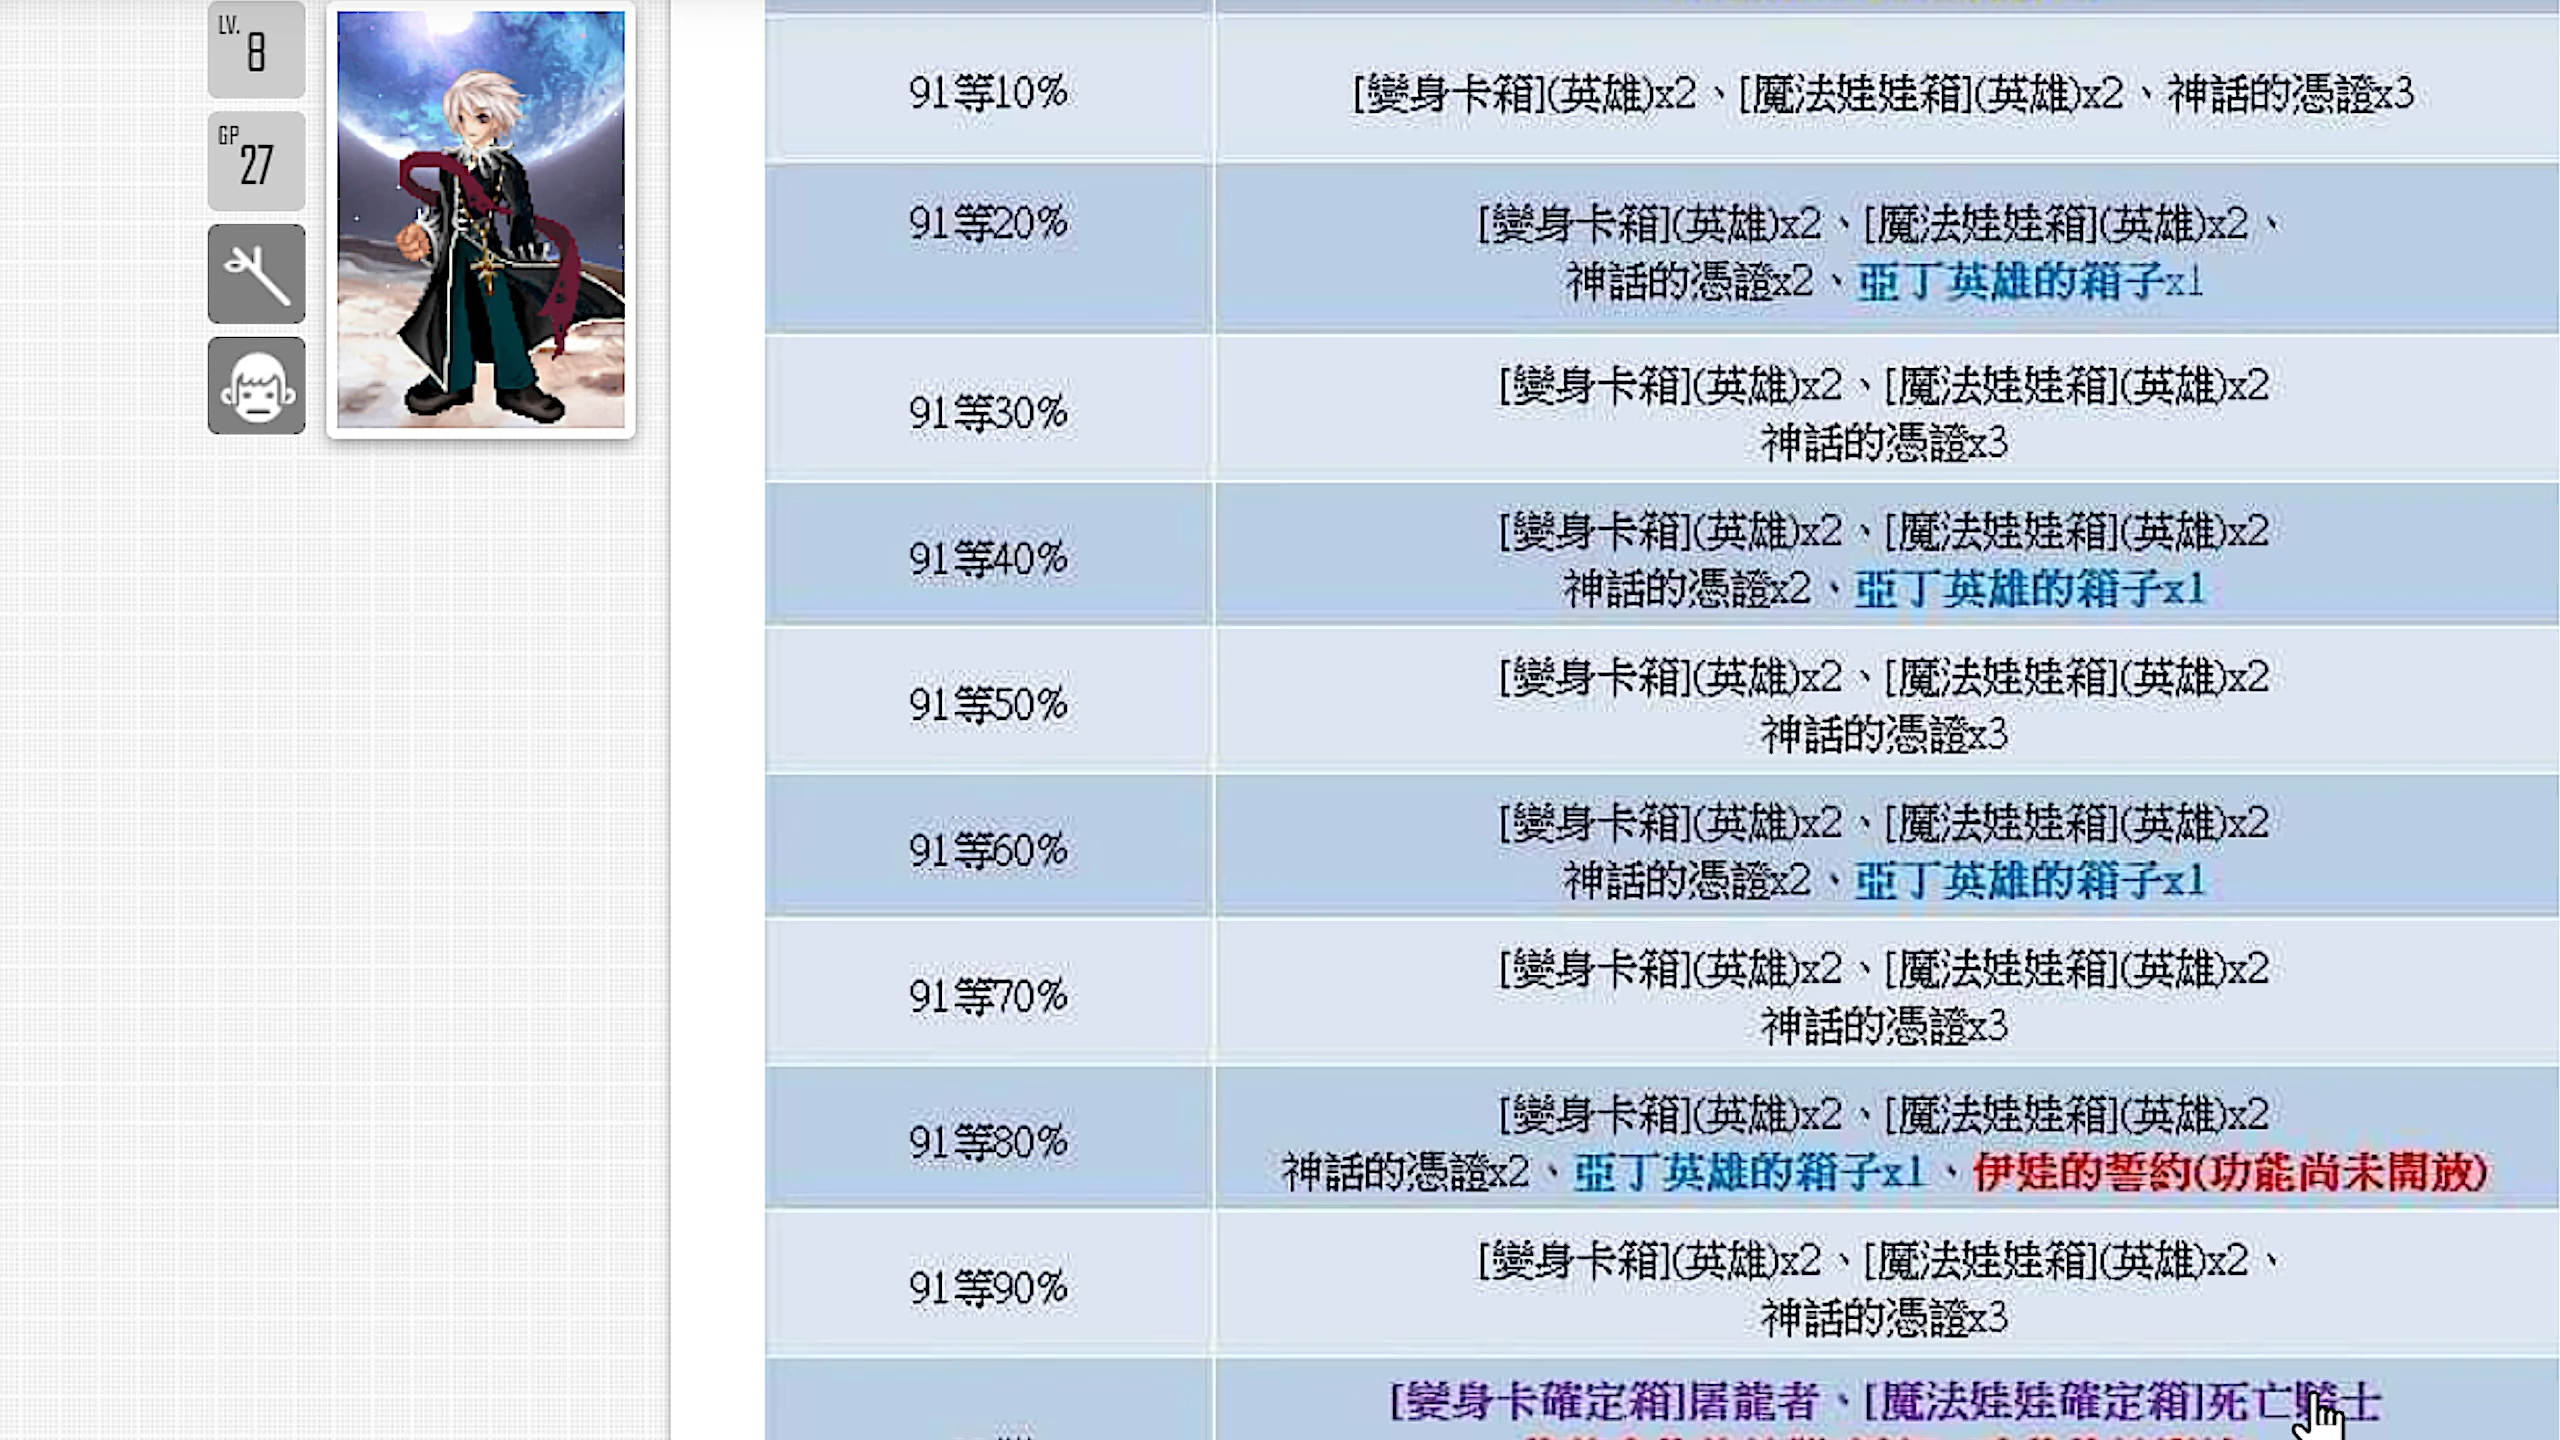 LV.
8
GP
27
91等10%
[變身卡箱](英雄)x2、[魔法娃娃箱](英雄)x2、神話的憑證x3
91等20%
[變身卡箱](英雄)x2、[魔法娃娃箱](英雄)x2、
神話的憑證x2、亞丁英雄的箱子x1
91等30%
[變身卡箱](英雄)x2、[魔法娃娃箱](英雄)x2
神話的憑證x3
91等40%
[變身卡箱](英雄)x2、[魔法娃娃箱](英雄)x2
神話的憑證x2、亞丁英雄的箱子x1
91等50%
[變身卡箱](英雄)x2、[魔法娃娃箱](英雄)x2
神話的憑證x3
91等60%
[變身卡箱](英雄)x2、[魔法娃娃箱](英雄)x2
神話的憑證x2、亞丁英雄的箱子x1
91等70%
[變身卡箱](英雄)x2、[魔法娃娃箱](英雄)x2
神話的憑證x3
91等80%
[變身卡箱](英雄)x2、[魔法娃娃箱](英雄)x2
神話的憑證x2、亞丁英雄的箱子x1、伊娃的誓約(功能尚未開放)
91等90%
[變身卡箱](英雄)x2、[魔法娃娃箱](英雄)x2、
神話的憑證x3
[變身卡確定箱]屠龍者、[魔法娃娃確定箱]死亡騎士